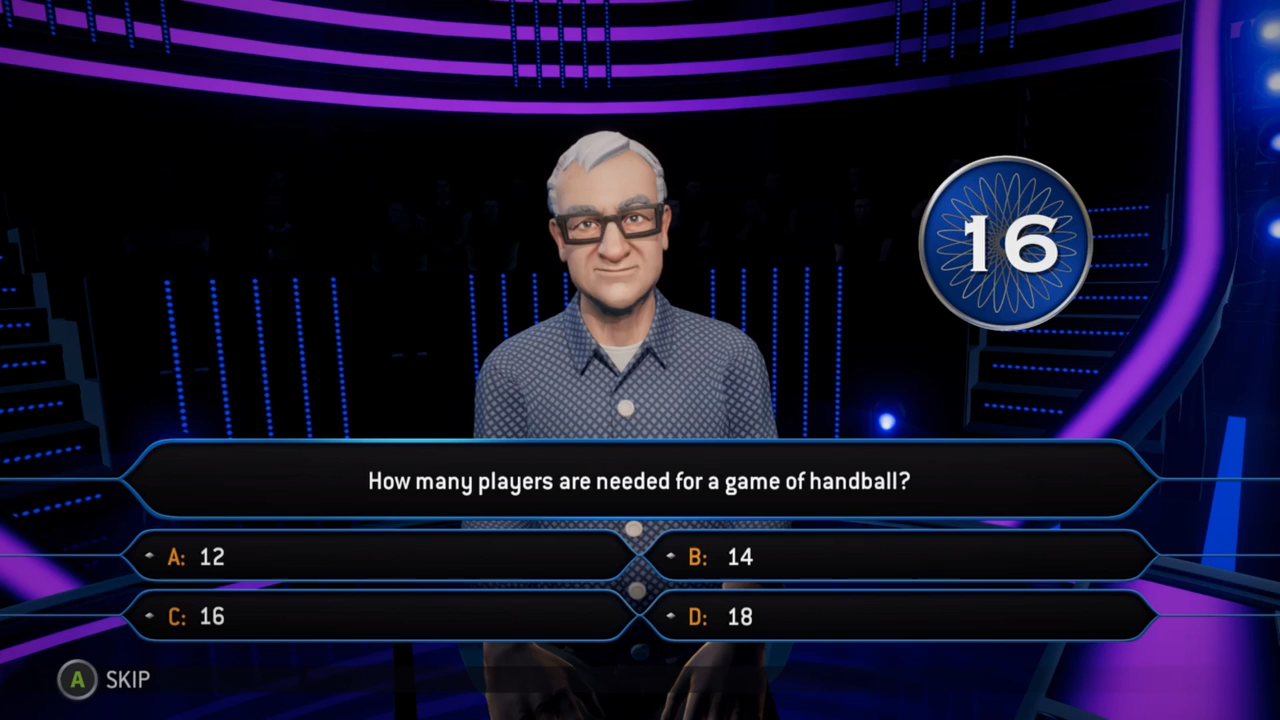 16
How many players are needed for a game of handball?
A: 12
B: 14
C: 16
D: 18
A SKIP